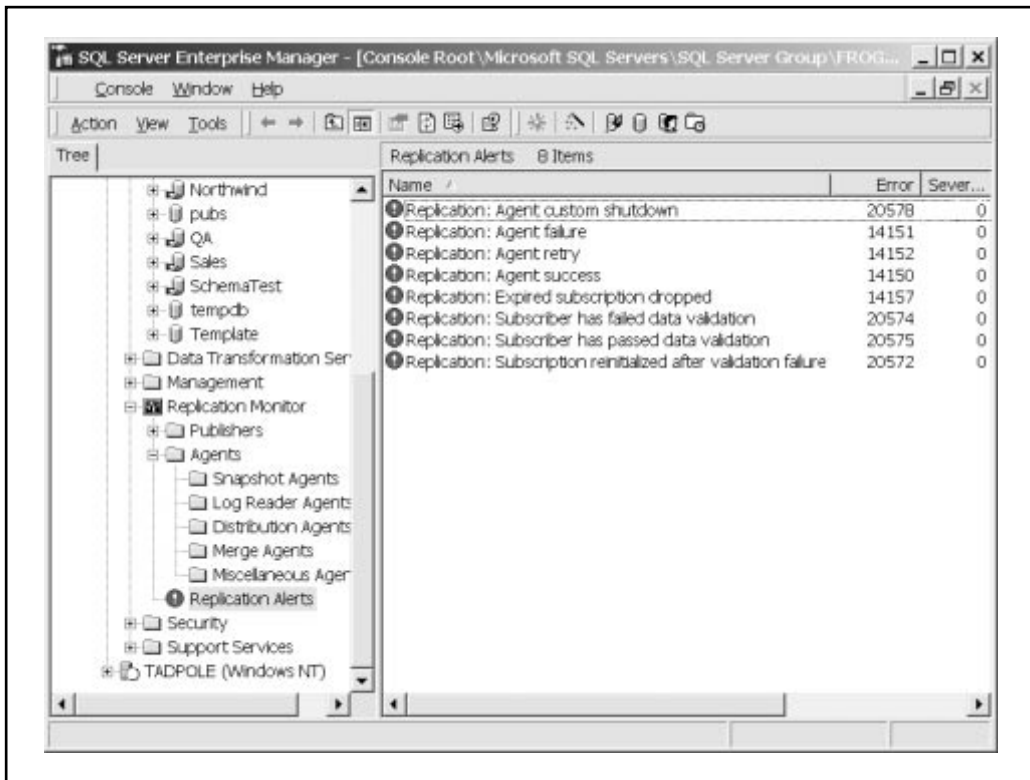 SQL Server Enterprise Manager - [Console Root\Microsoft SQL Servers\SQL Server Group\FROG...
Console Window Help
Action View Tools
Tree
Replication Alerts 8 Items
Northwind
pubs
QA
Sales
SchemaTest
tempdb
Template
Data Transformation Ser
Management
Replication Monitor
Publishers
Agents
Snapshot Agents
Log Reader Agents
Distribution Agents
Merge Agents
Miscellaneous Agen
Replication Alerts
Security
Support Services
TADPOLE (Windows NT)
Name Error Sever...
Replication: Agent custom shutdown 20578 0
Replication: Agent failure 14151 0
Replication: Agent retry 14152 0
Replication: Agent success 14150 0
Replication: Expired subscription dropped 14157 0
Replication: Subscriber has failed data validation 20574 0
Replication: Subscriber has passed data validation 20575 0
Replication: Subscription reinitialized after validation failure 20572 0